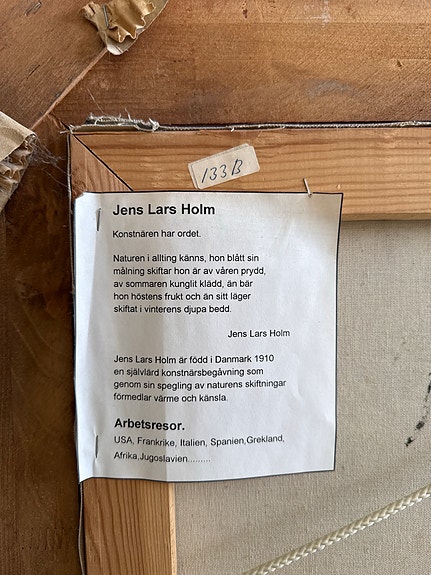 133B
Jens Lars Holm
Konstnären har ordet.
Naturen i allting känns, hon blått sin
målning skiftar hon är av våren prydd,
av sommaren kunglit klädd, än bär
hon höstens frukt och än sitt läger
skiftat i vinterens djupa bedd.
Jens Lars Holm
Jens Lars Holm är född i Danmark 1910
en självlärd konstnärsbegåvning som
genom sin spegling av naturens skiftningar
förmedlar värme och känsla.
Arbetsresor.
USA, Frankrike, Italien, Spanien,Grekland,
Afrika,Jugoslavien.........